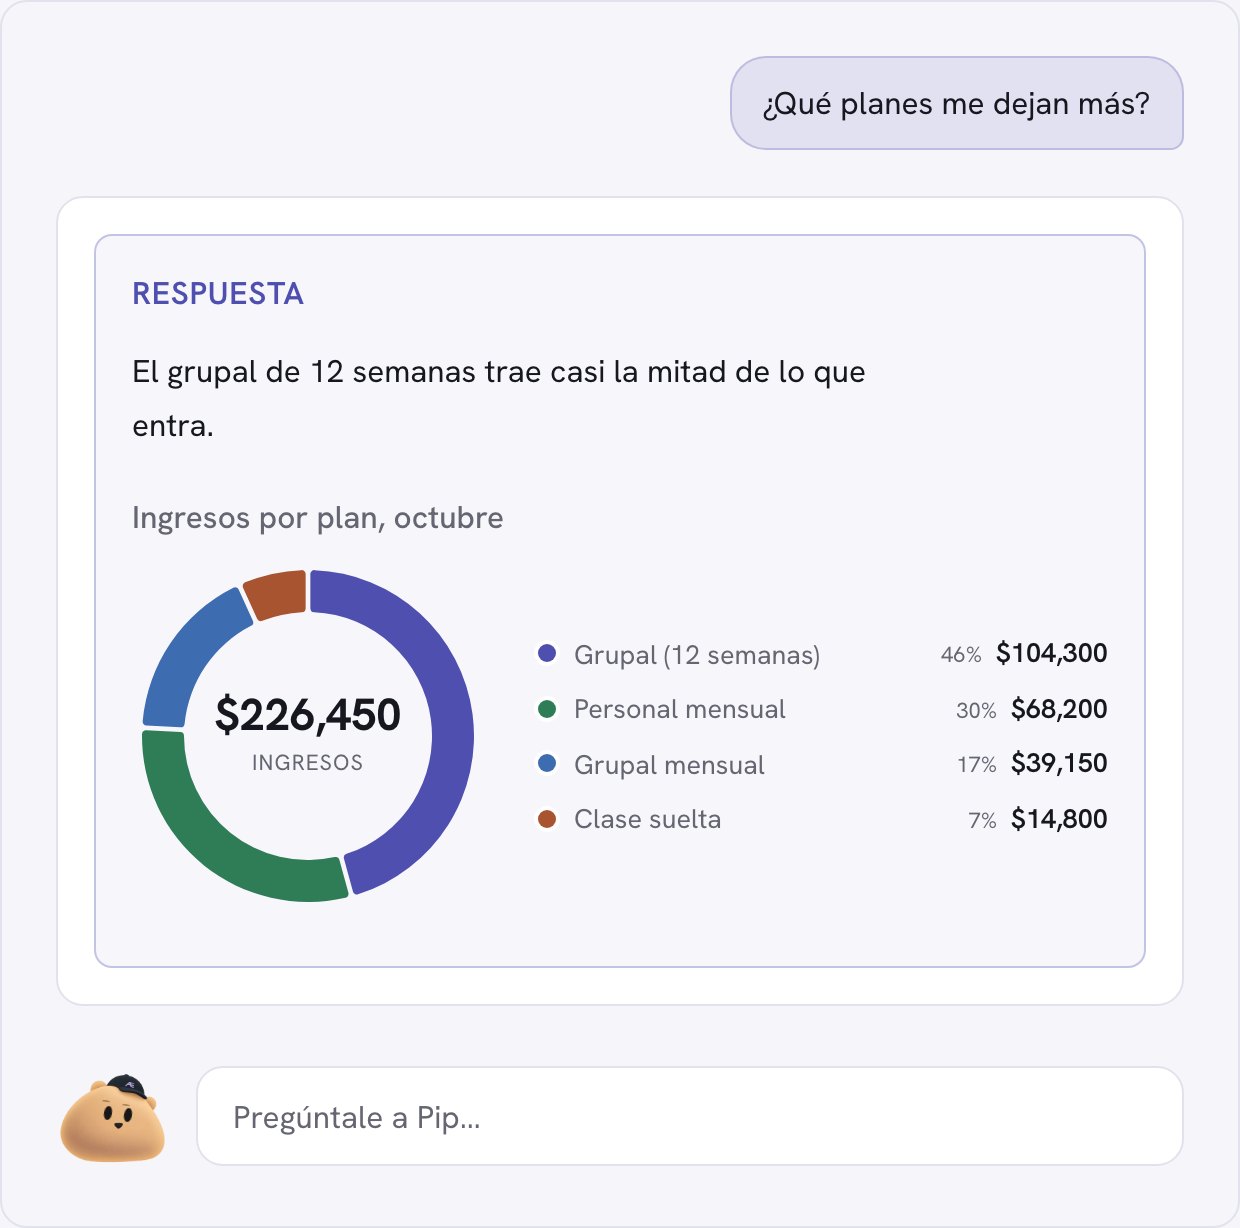 ¿Qué planes me dejan más?
RESPUESTA
El grupal de 12 semanas trae casi la mitad de lo que
entra.
Ingresos por plan, octubre
$226,450
INGRESOS
Grupal (12 semanas) 46% $104,300
Personal mensual 30% $68,200
Grupal mensual 17% $39,150
Clase suelta 7% $14,800
Pregúntale a Pip...